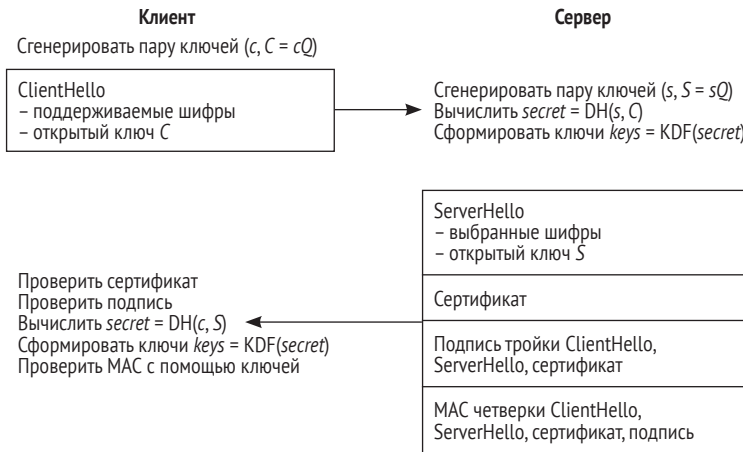 Клиент
Сервер
Сгенерировать пару ключей (c, C = cQ)
ClientHello
– поддерживаемые шифры
– открытый ключ C
Сгенерировать пару ключей (s, S = sQ)
Вычислить secret = DH(s, C)
Сформировать ключи keys = KDF(secret)
ServerHello
– выбранные шифры
– открытый ключ S
Сертификат
Подпись тройки ClientHello,
ServerHello, сертификат
MAC четверки ClientHello,
ServerHello, сертификат, подпись
Проверить сертификат
Проверить подпись
Вычислить secret = DH(c, S)
Сформировать ключи keys = KDF(secret)
Проверить MAC с помощью ключей